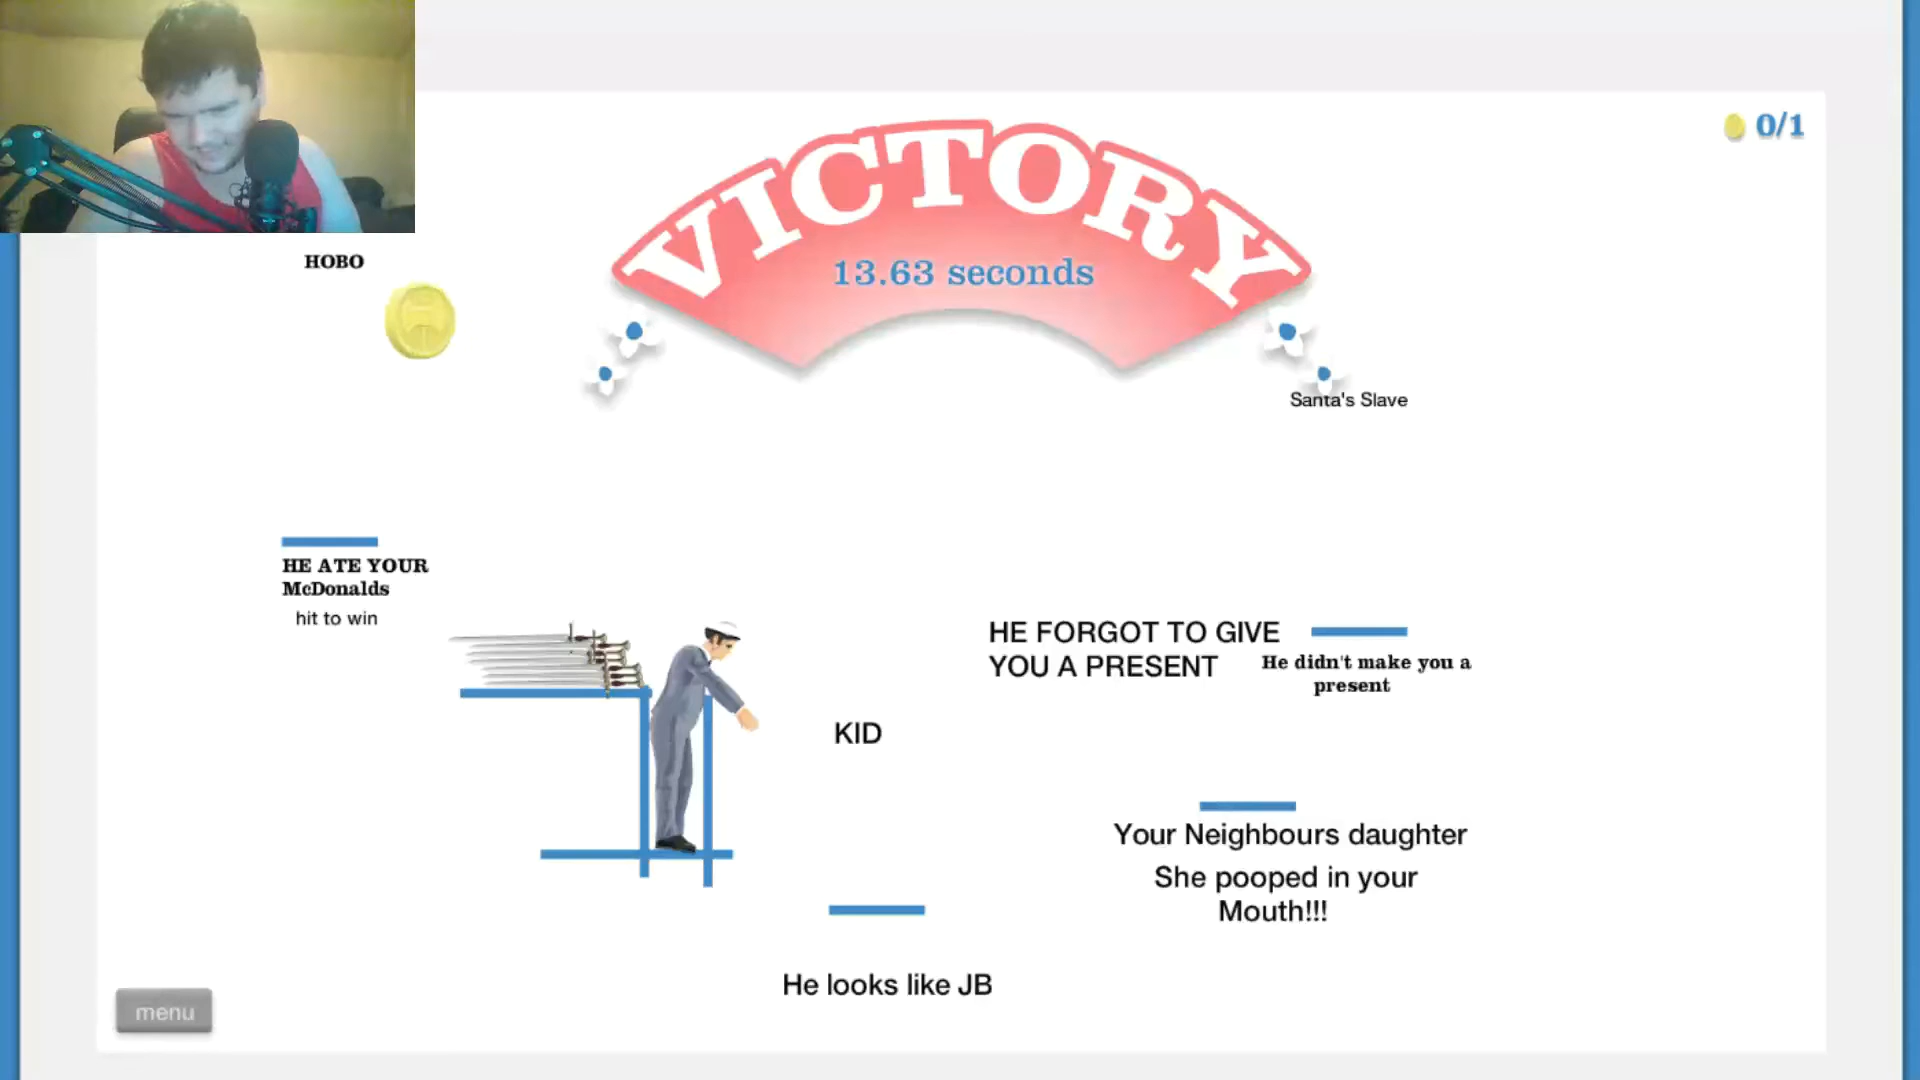 0/1
VICTORY
13.63 seconds
HOBO
Santa's Slave
HE ATE YOUR
McDonalds
hit to win
HE FORGOT TO GIVE
YOU A PRESENT
He didn't make you a
present
KID
Your Neighbours daughter
She pooped in your
Mouth!!!
He looks like JB
menu